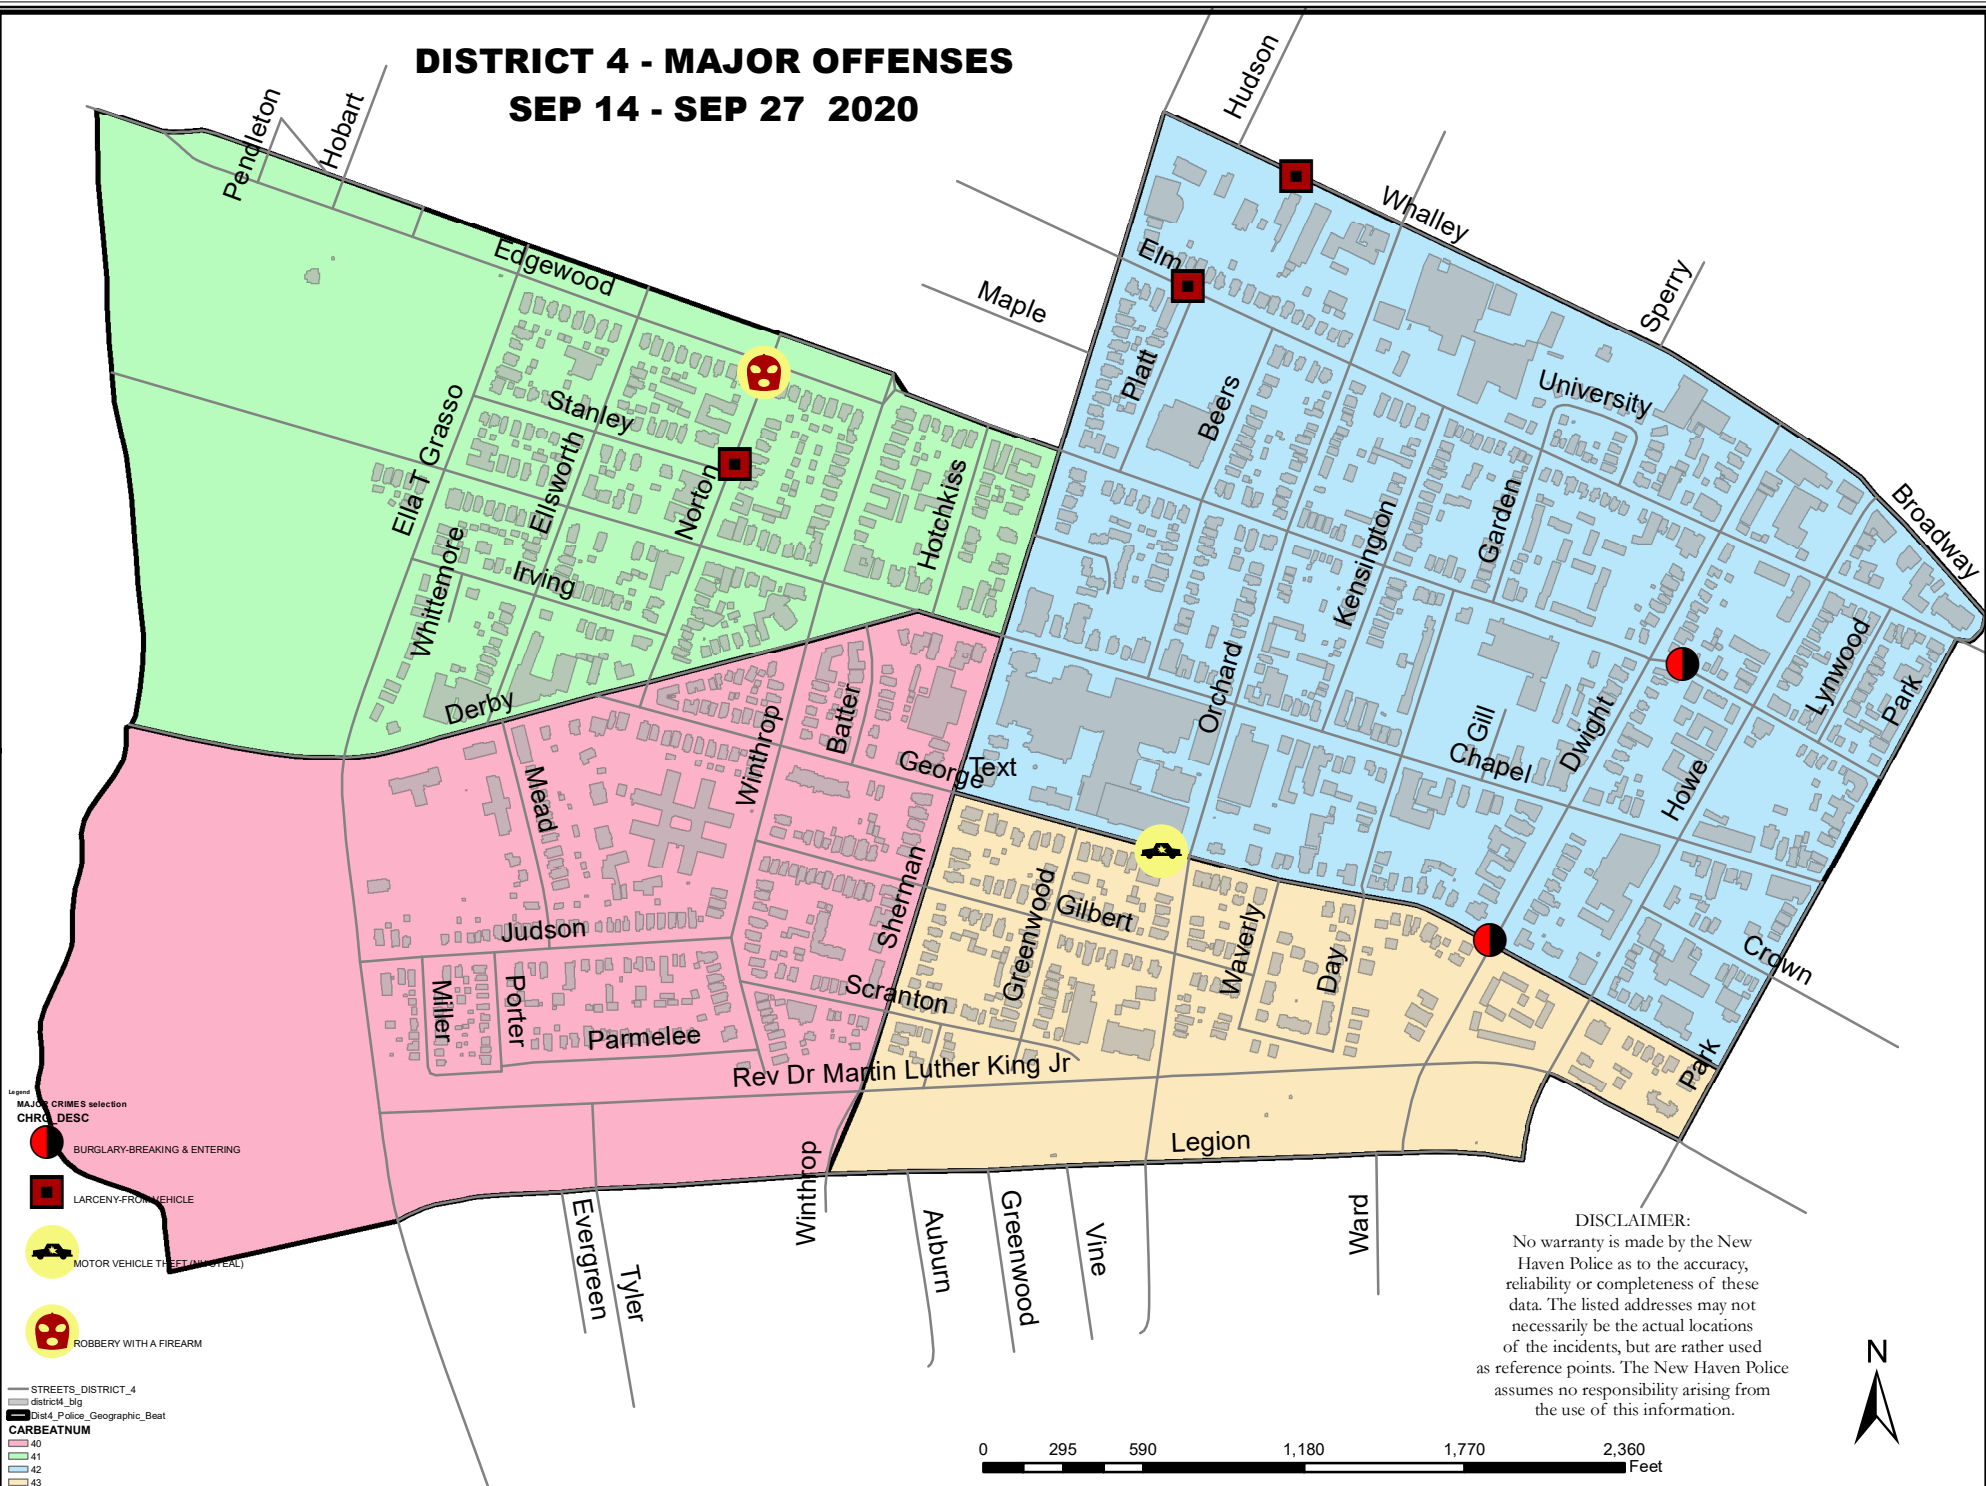 DISTRICT 4 - MAJOR OFFENSES
SEP 14 - SEP 27 2020
Hudson
Pendleton
Hobart
Whalley
Edgewood
Elm
Maple
Sperry
Platt
Beers
University
Stanley
Ella T Grasso
Ellsworth
Norton
Hotchkiss
Kensington
Garden
Broadway
Whittemore
Irving
Orchard
Lynwood
Park
Derby
Batter
Winthrop
Gill
Chapel
Dwight
Howe
George
Text
Mead
Sherman
Greenwood
Gilbert
Waverly
Day
Crown
Judson
Scranton
Miller
Porter
Parmelee
Park
Rev Dr Martin Luther King Jr
Legion
Winthrop
Evergreen
Tyler
Auburn
Greenwood
Vine
Ward
Legend
MAJOR CRIMES selection
CHRG_DESC
BURGLARY-BREAKING & ENTERING
LARCENY-FROM VEHICLE
MOTOR VEHICLE THEFT
ROBBERY WITH A FIREARM
STREETS_DISTRICT_4
district4_blg
Dist4_Police_Geographic_Beat
CARBEATNUM
40
41
42
43
DISCLAIMER:
No warranty is made by the New
Haven Police as to the accuracy,
reliability or completeness of these
data. The listed addresses may not
necessarily be the actual locations
of the incidents, but are rather used
as reference points. The New Haven Police
assumes no responsibility arising from
the use of this information.
N
0 295 590 1,180 1,770 2,360
Feet